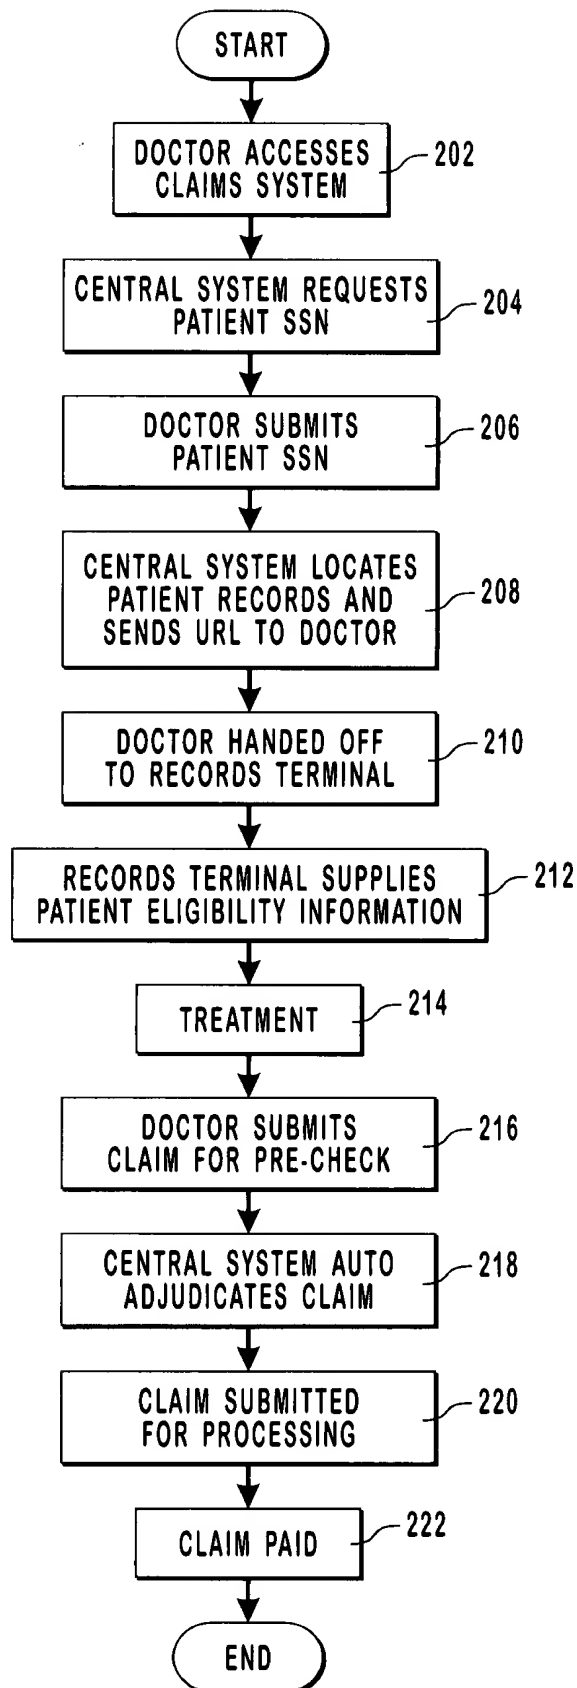 START
DOCTOR ACCESSES
CLAIMS SYSTEM
202
CENTRAL SYSTEM REQUESTS
PATIENT SSN
204
DOCTOR SUBMITS
PATIENT SSN
206
CENTRAL SYSTEM LOCATES
PATIENT RECORDS AND
SENDS URL TO DOCTOR
208
DOCTOR HANDED OFF
TO RECORDS TERMINAL
210
RECORDS TERMINAL SUPPLIES
PATIENT ELIGIBILITY INFORMATION
212
TREATMENT
214
DOCTOR SUBMITS
CLAIM FOR PRE-CHECK
216
CENTRAL SYSTEM AUTO
ADJUDICATES CLAIM
218
CLAIM SUBMITTED
FOR PROCESSING
220
CLAIM PAID
222
END